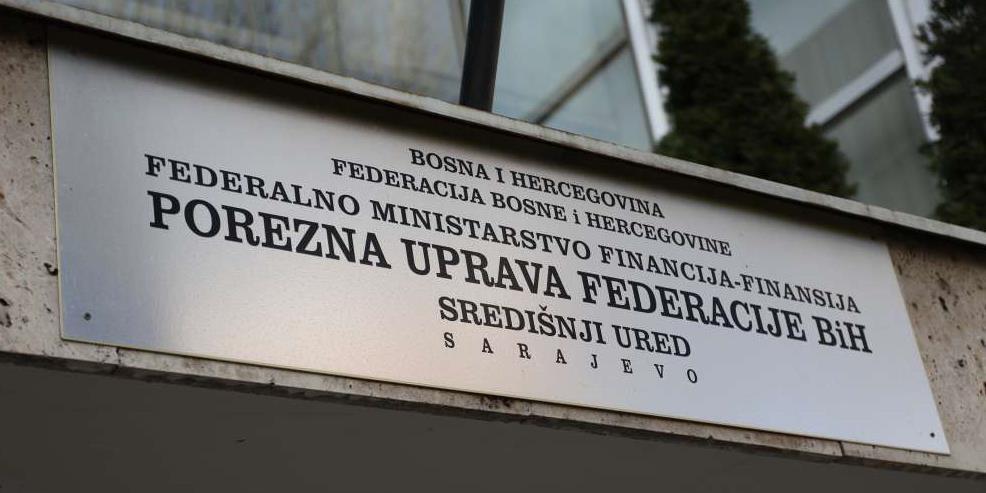 BOSNA I HERCEGOVINA
FEDERACIJA BOSNE i HERCEGOVINE
FEDERALNO MINISTARSTVO FINANCIJA-FINANSIJA
POREZNA UPRAVA FEDERACIJE BiH
SREDIŠNJI URED
SARAJEVO